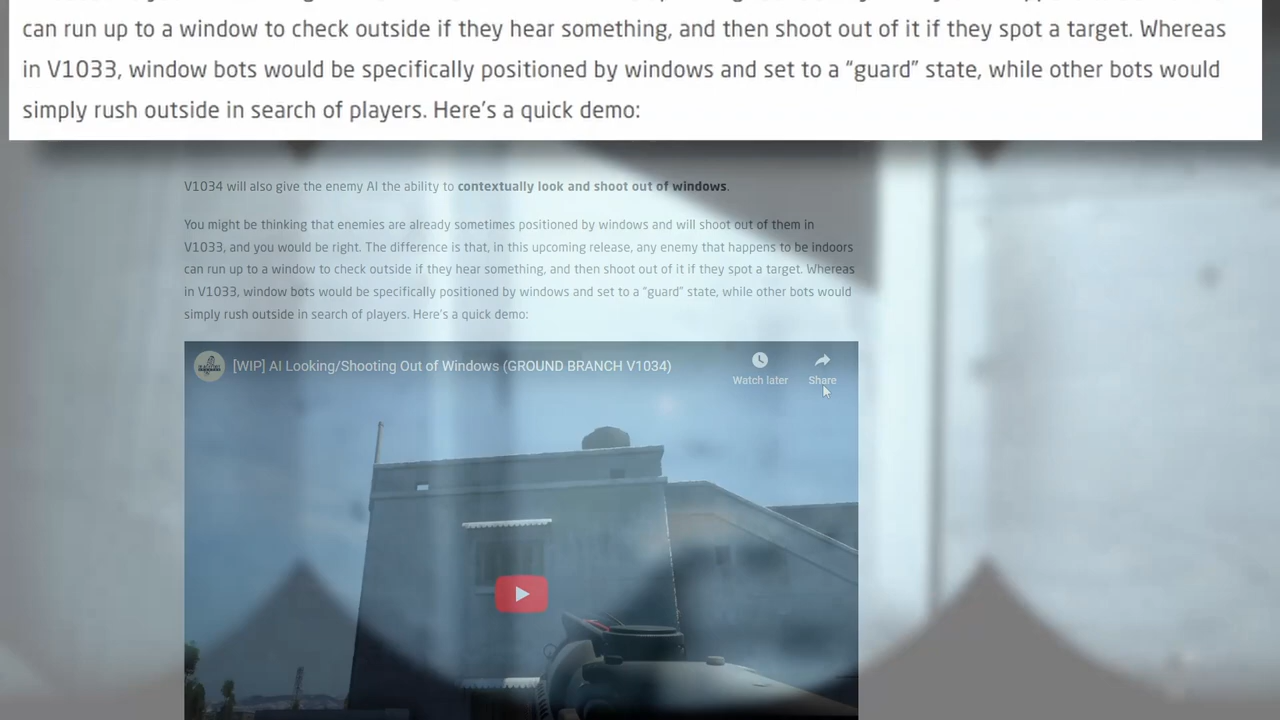 can run up to a window to check outside if they hear something, and then shoot out of it if they spot a target. Whereas
in V1033, window bots would be specifically positioned by windows and set to a “guard” state, while other bots would
simply rush outside in search of players. Here’s a quick demo:
V1034 will also give the enemy AI the ability to contextually look and shoot out of windows.
You might be thinking that enemies are already sometimes positioned by windows and will shoot out of them in
V1033, and you would be right. The difference is that, in this upcoming release, any enemy that happens to be indoors
can run up to a window to check outside if they hear something, and then shoot out of it if they spot a target. Whereas
in V1033, window bots would be specifically positioned by windows and set to a “guard” state, while other bots would
simply rush outside in search of players. Here’s a quick demo:
[WIP] AI Looking/Shooting Out of Windows (GROUND BRANCH V1034)
Watch later
Share